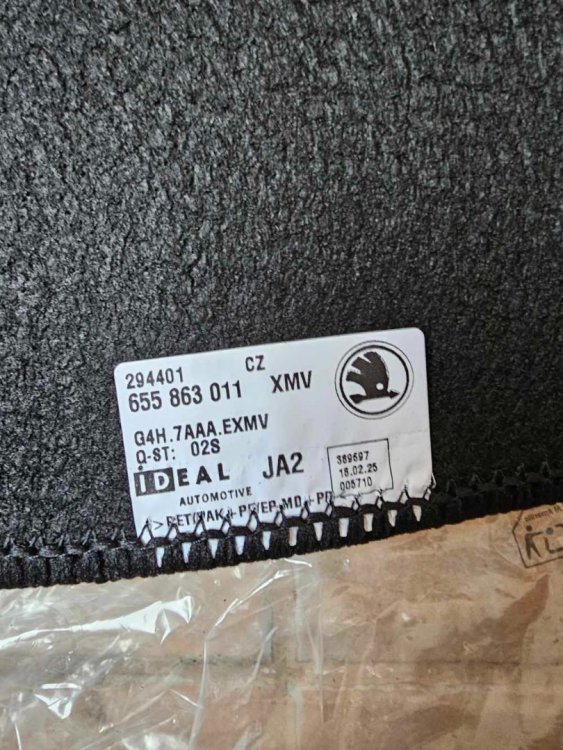 294401 CZ
655 863 011 XMV
G4H.7AAA.EXMV
Q-ST: 02S
iDEAL JA2
AUTOMOTIVE
389697
18.02.25
005710